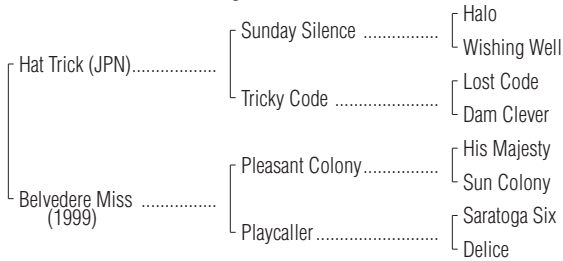 Halo
Sunday Silence ................
Wishing Well
Hat Trick (JPN)..................
Lost Code
Tricky Code ......................
Dam Clever
His Majesty
Pleasant Colony................
Sun Colony
Belvedere Miss ................
(1999)
Saratoga Six
Playcaller..........................
Delice